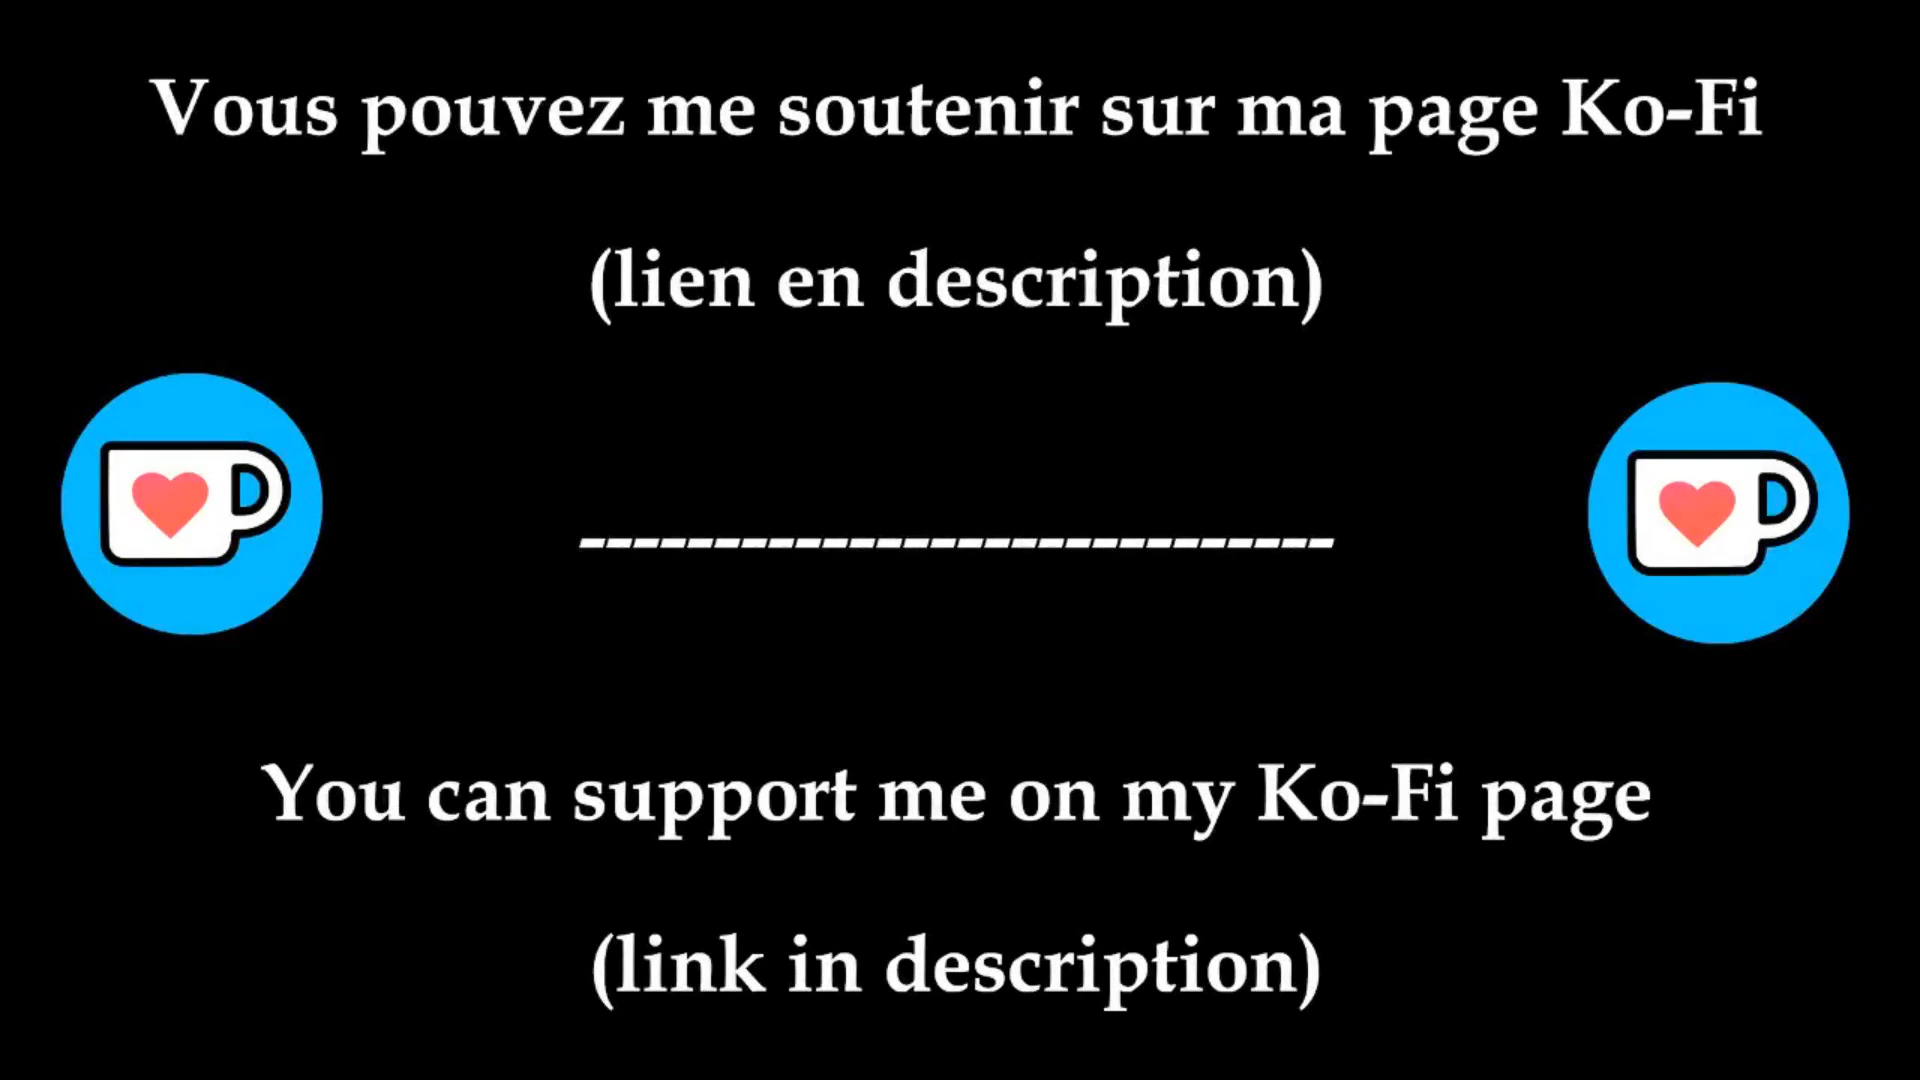 Vous pouvez me soutenir sur ma page Ko-Fi
(lien en description)
----------------------------
You can support me on my Ko-Fi page
(link in description)